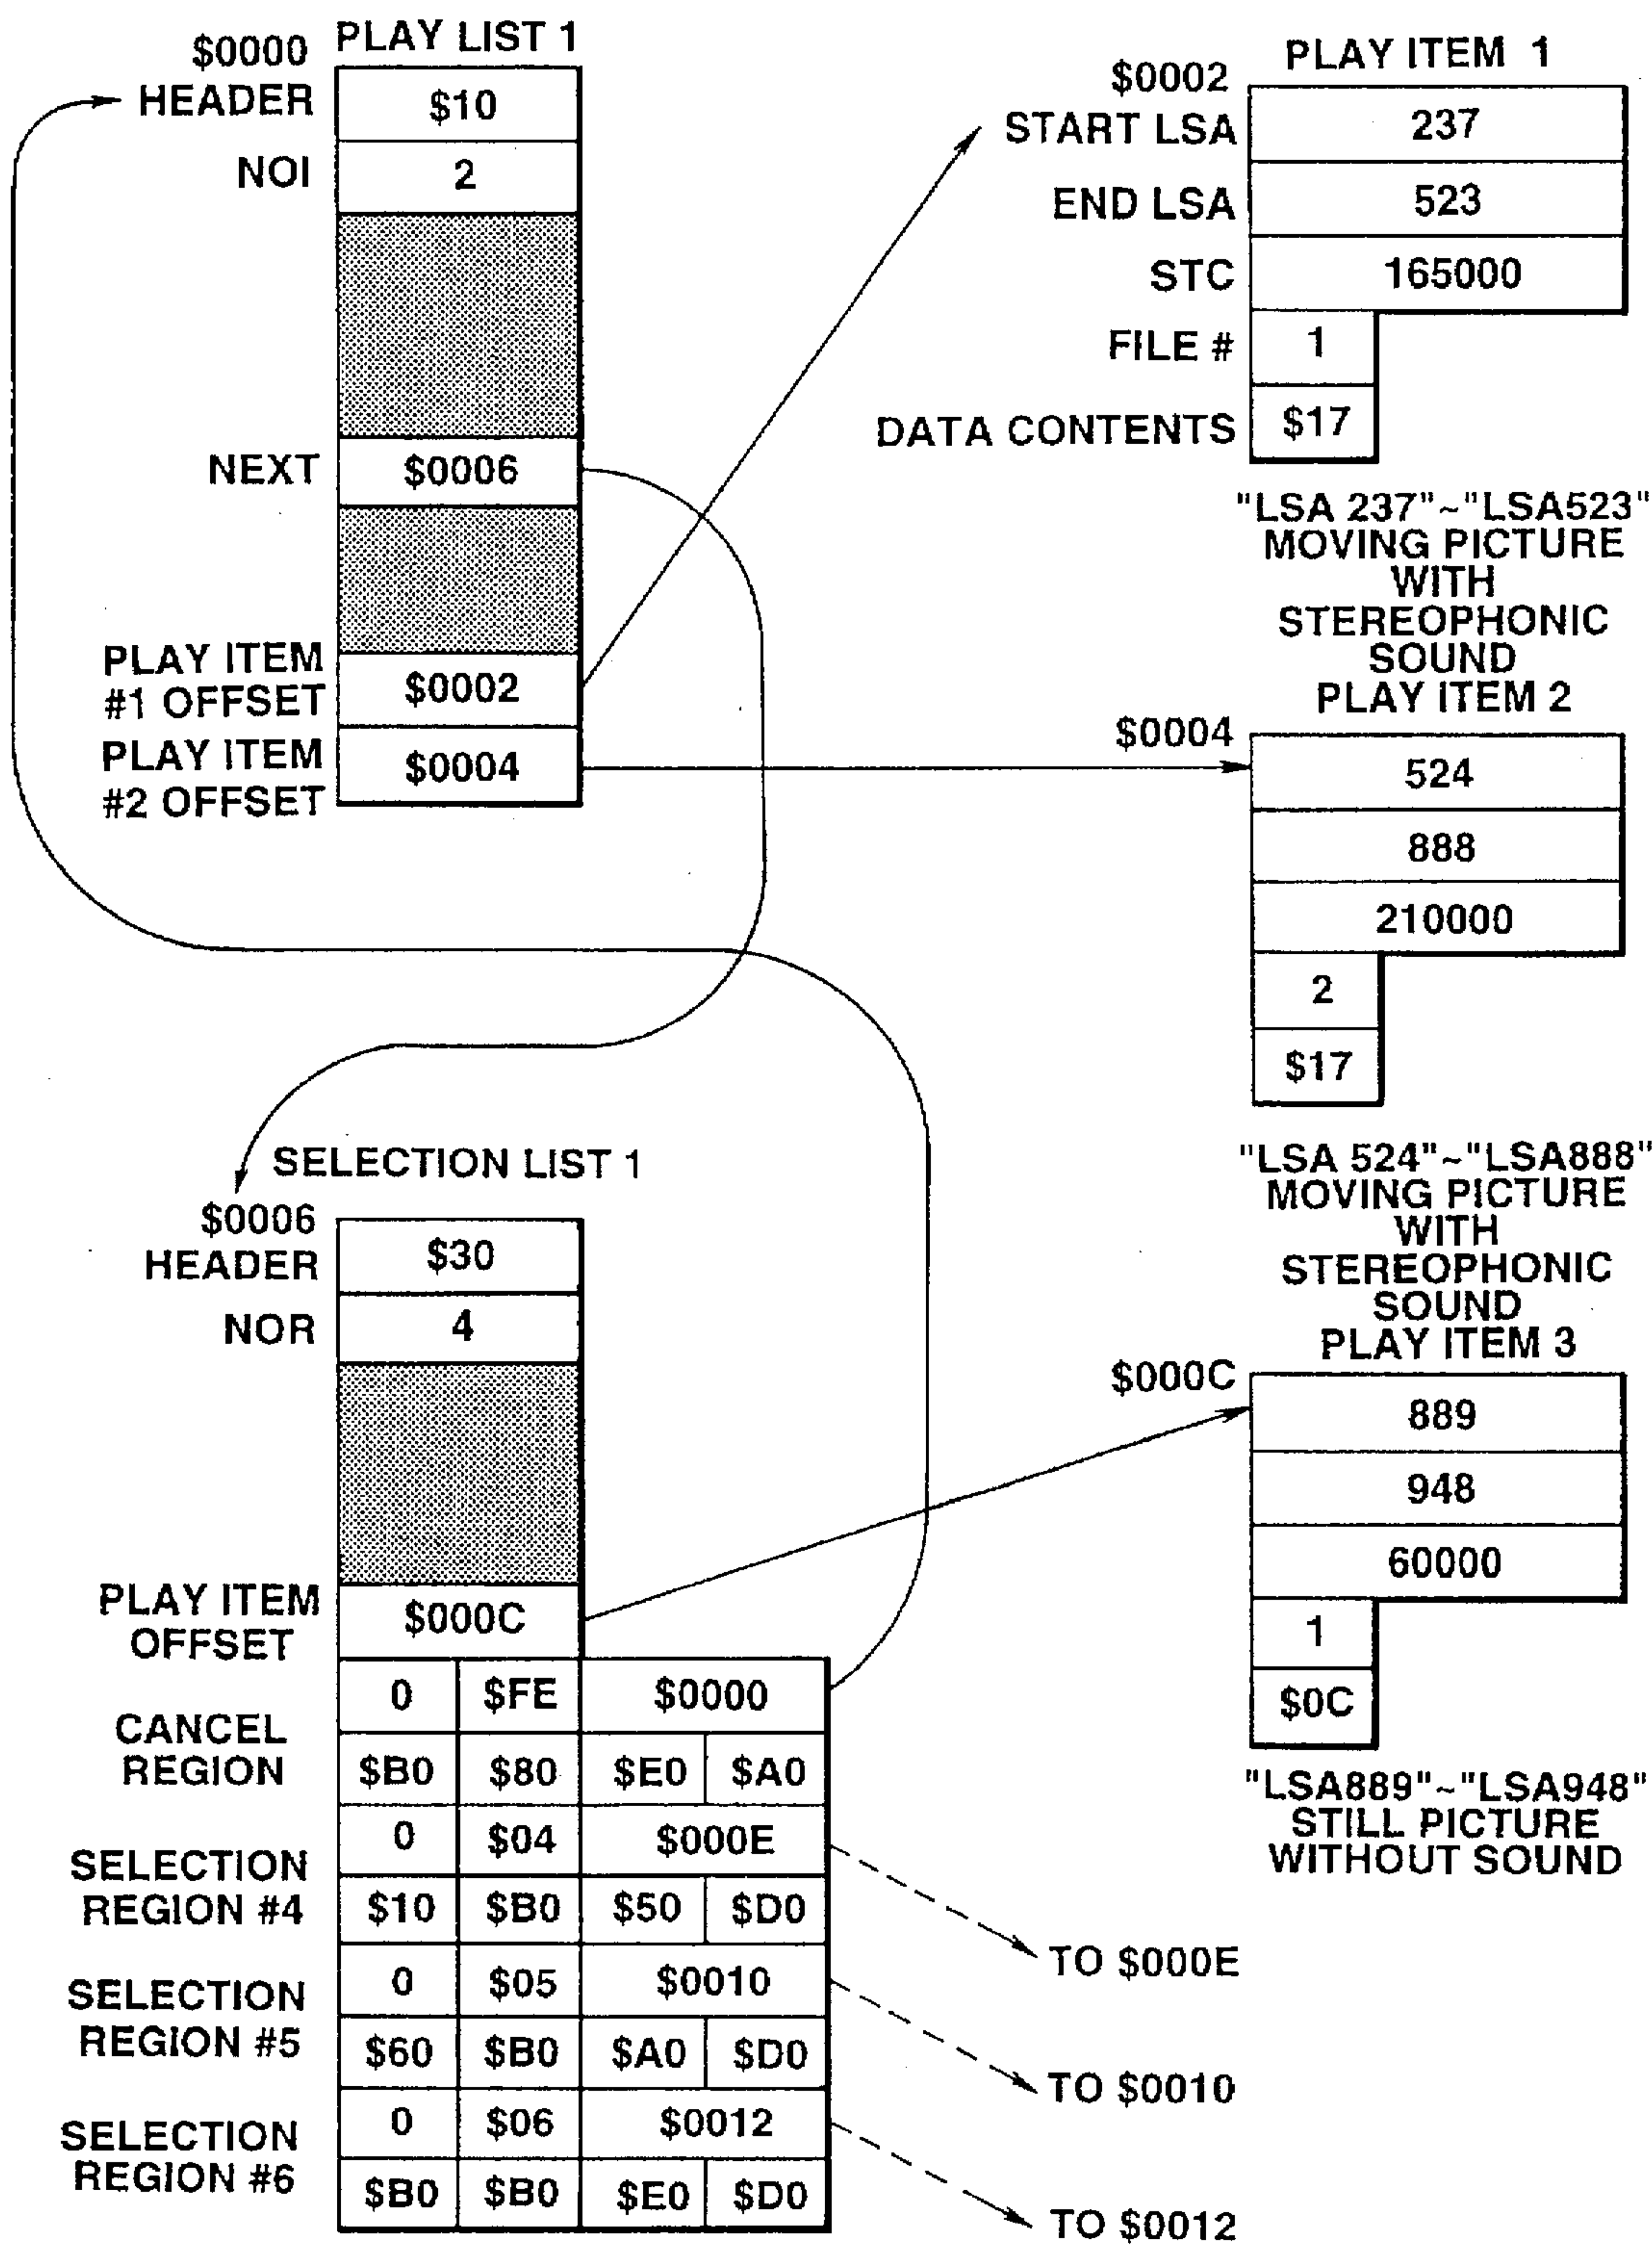 PLAY LIST 1
$0000
HEADER $10
NOI 2
NEXT $0006
PLAY ITEM
#1 OFFSET $0002
PLAY ITEM
#2 OFFSET $0004
PLAY ITEM 1
$0002
START LSA 237
END LSA 523
STC 165000
FILE # 1
DATA CONTENTS $17
"LSA 237"~"LSA523"
MOVING PICTURE
WITH
STEREOPHONIC
SOUND
PLAY ITEM 2
$0004
524
888
210000
2
$17
"LSA 524"~"LSA888"
MOVING PICTURE
WITH
STEREOPHONIC
SOUND
PLAY ITEM 3
$000C
889
948
60000
1
$0C
"LSA889"~"LSA948"
STILL PICTURE
WITHOUT SOUND
SELECTION LIST 1
$0006
HEADER $30
NOR 4
PLAY ITEM
OFFSET $000C
CANCEL
REGION
0 $FE $0000
$B0 $80 $E0 $A0
SELECTION
REGION #4
0 $04 $000E
$10 $B0 $50 $D0
TO $000E
SELECTION
REGION #5
0 $05 $0010
$60 $B0 $A0 $D0
TO $0010
SELECTION
REGION #6
0 $06 $0012
$B0 $B0 $E0 $D0
TO $0012